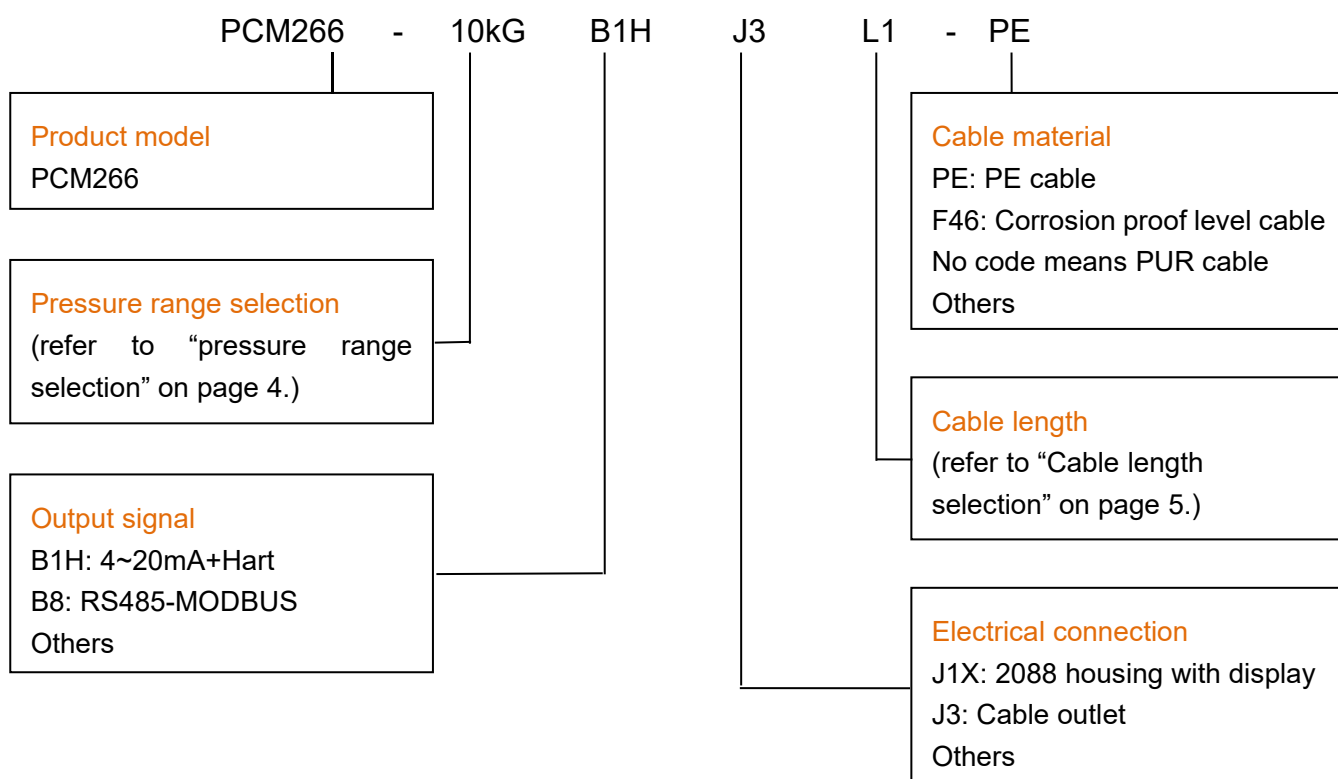 PCM266 - 10kG B1H J3 L1 - PE
Product model
PCM266
Pressure range selection
(refer to “pressure range
selection” on page 4.)
Output signal
B1H: 4~20mA+Hart
B8: RS485-MODBUS
Others
Cable material
PE: PE cable
F46: Corrosion proof level cable
No code means PUR cable
Others
Cable length
(refer to “Cable length
selection” on page 5.)
Electrical connection
J1X: 2088 housing with display
J3: Cable outlet
Others